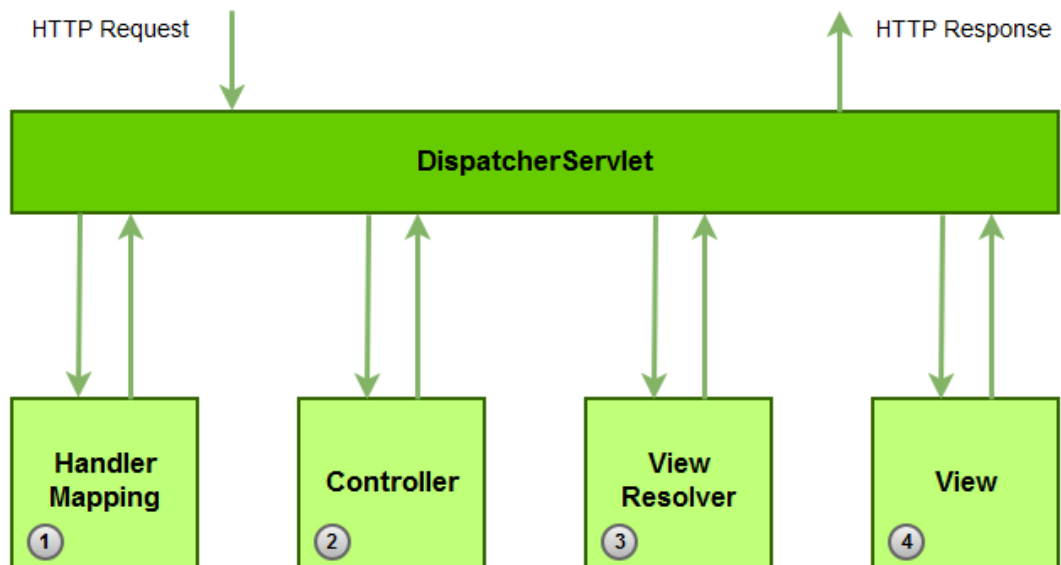 HTTP Request
HTTP Response
DispatcherServlet
Handler
Mapping
1
Controller
2
View
Resolver
3
View
4